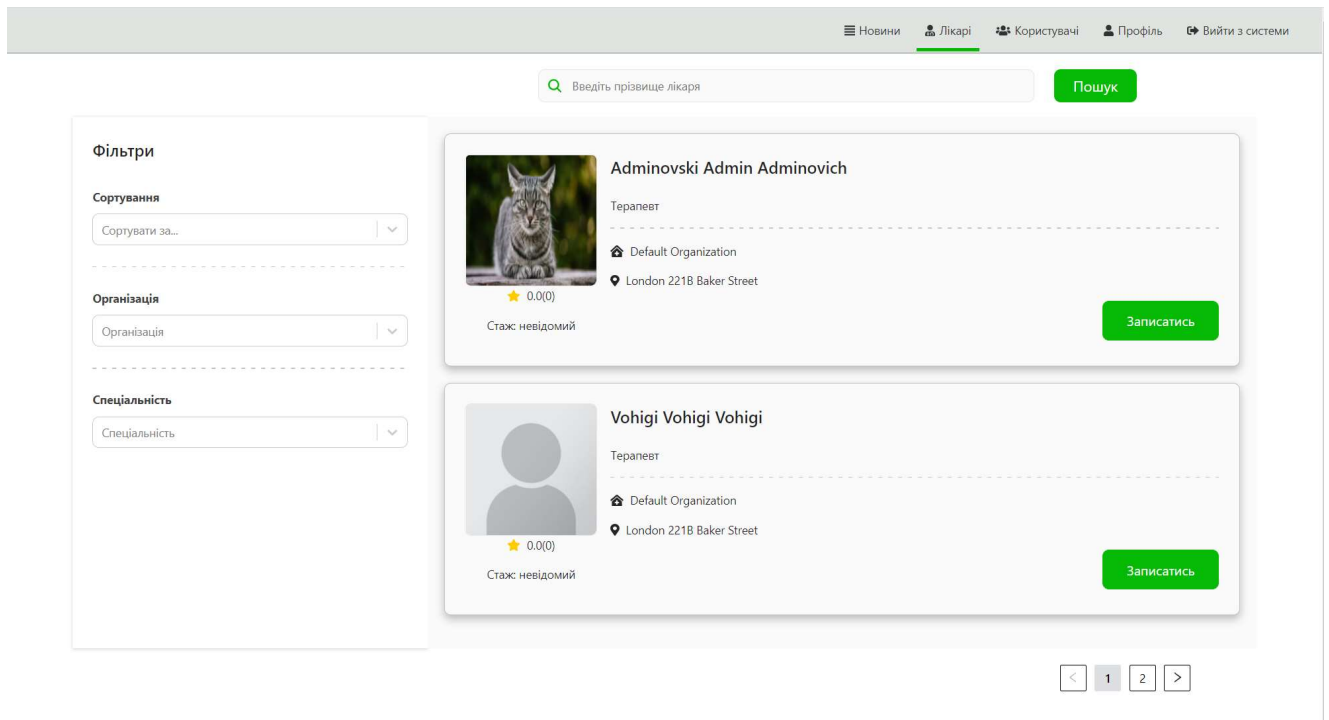 Новини Лікарі Користувачі Профіль Вийти з системи
Введіть прізвище лікаря Пошук
Фільтри
Сортування
Сортувати за...
Організація
Організація
Спеціальність
Спеціальність
Adminovski Admin Adminovich
Терапевт
Default Organization
London 221B Baker Street
0.0(0)
Стаж: невідомий
Записатись
Vohigi Vohigi Vohigi
Терапевт
Default Organization
London 221B Baker Street
0.0(0)
Стаж: невідомий
Записатись
< 1 2 >